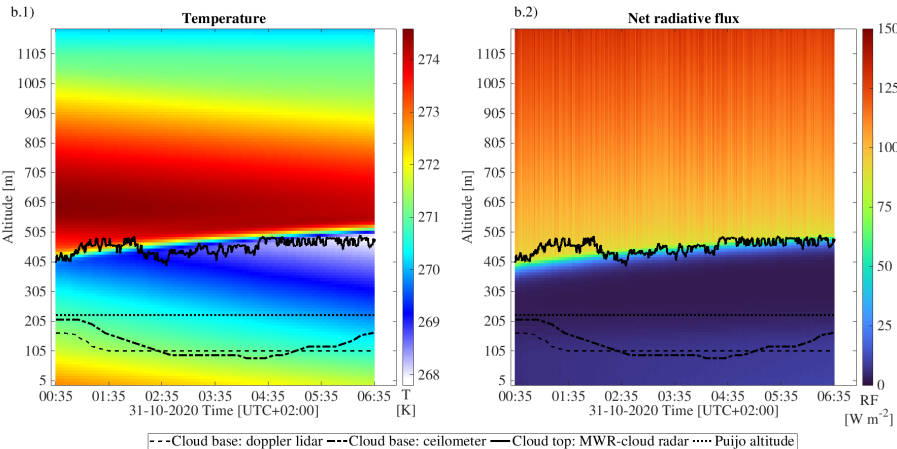 b.1)
Temperature
1105
1005
905
805
705
605
505
405
305
205
105
5
Altitude [m]
00:35 01:35 02:35 03:35 04:35 05:35 06:35
31-10-2020 Time [UTC+02:00]
274
273
272
271
270
269
268
T
[K]
b.2)
Net radiative flux
1105
1005
905
805
705
605
505
405
305
205
105
5
Altitude [m]
00:35 01:35 02:35 03:35 04:35 05:35 06:35
31-10-2020 Time [UTC+02:00]
150
125
100
75
50
25
0
RF
[W m-2]
Cloud base: doppler lidar Cloud base: ceilometer Cloud top: MWR-cloud radar Puijo altitude